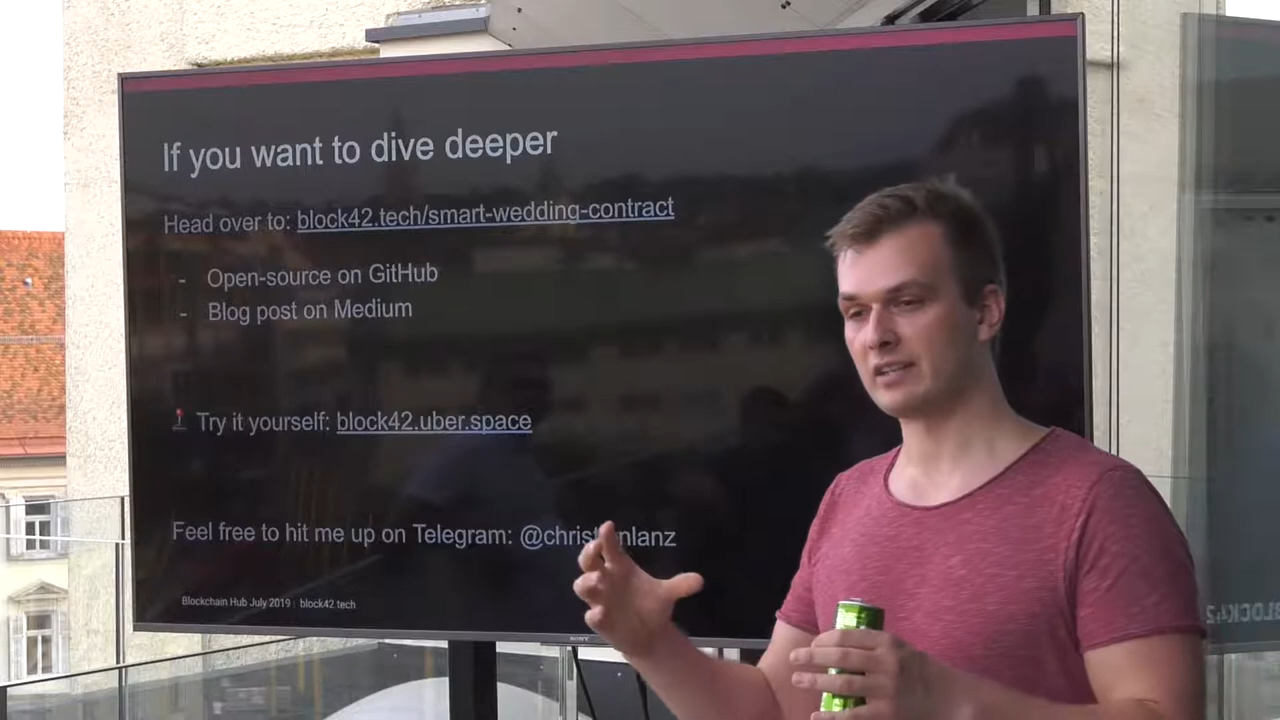 If you want to dive deeper
Head over to: block42.tech/smart-wedding-contract
- Open-source on GitHub
- Blog post on Medium
Try it yourself: block42.uber.space
Feel free to hit me up on Telegram:
Blockchain Hub July 2019 | block42.tech
SONY